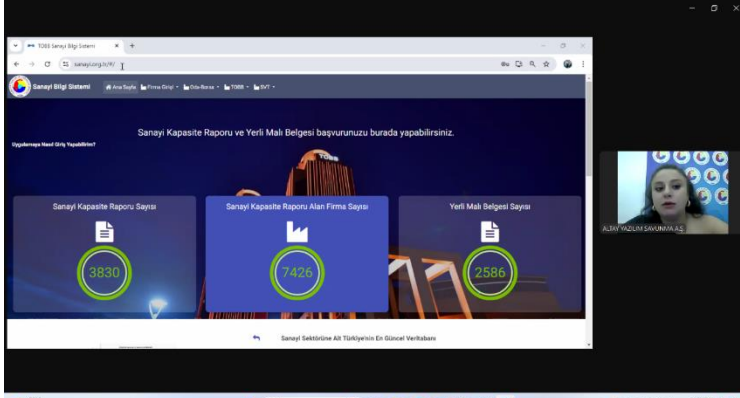 TOBB Sanayi Bilgi Sistemi
sanayi.org.tr/#/
Sanayi Bilgi Sistemi
Ana Sayfa
Firma Girişi
Oda-Borsa
TOBB
Sanayi Kapasite Raporu ve Yerli Malı Belgesi başvurunuzu burada yapabilirsiniz.
Uygulamaya Nasıl Giriş Yapabilirim?
TOBB
Sanayi Kapasite Raporu Sayısı
3830
Sanayi Kapasite Raporu Alan Firma Sayısı
7426
Yerli Malı Belgesi Sayısı
2586
Sanayi Sektörüne Ait Türkiye'nin En Güncel Veritabanı
ALTAY YAZILIM SAVUNMA A.Ş.